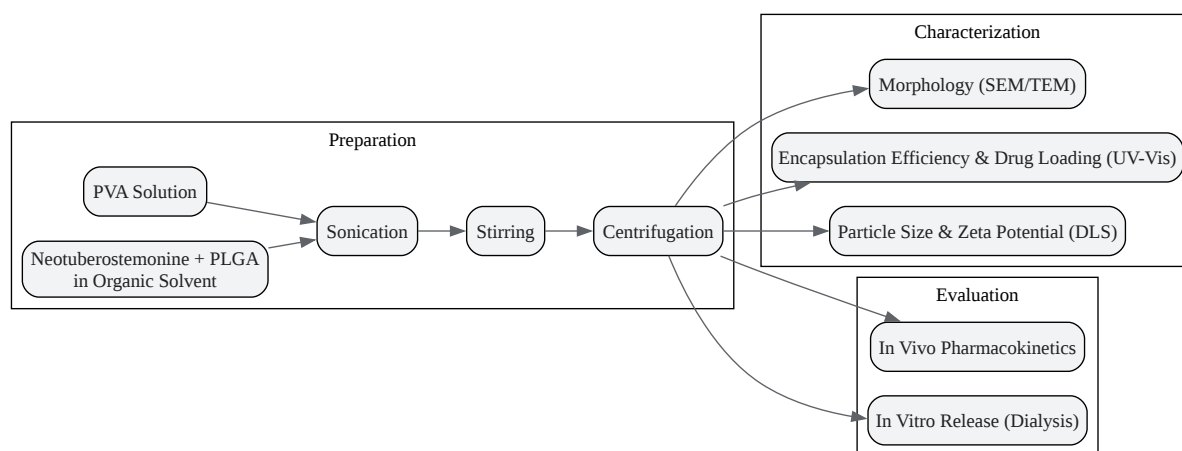 Preparation
PVA Solution
Neotuberostemonine + PLGA
in Organic Solvent
Sonication
Stirring
Centrifugation
Characterization
Morphology (SEM/TEM)
Encapsulation Efficiency & Drug Loading (UV-Vis)
Particle Size & Zeta Potential (DLS)
Evaluation
In Vivo Pharmacokinetics
In Vitro Release (Dialysis)